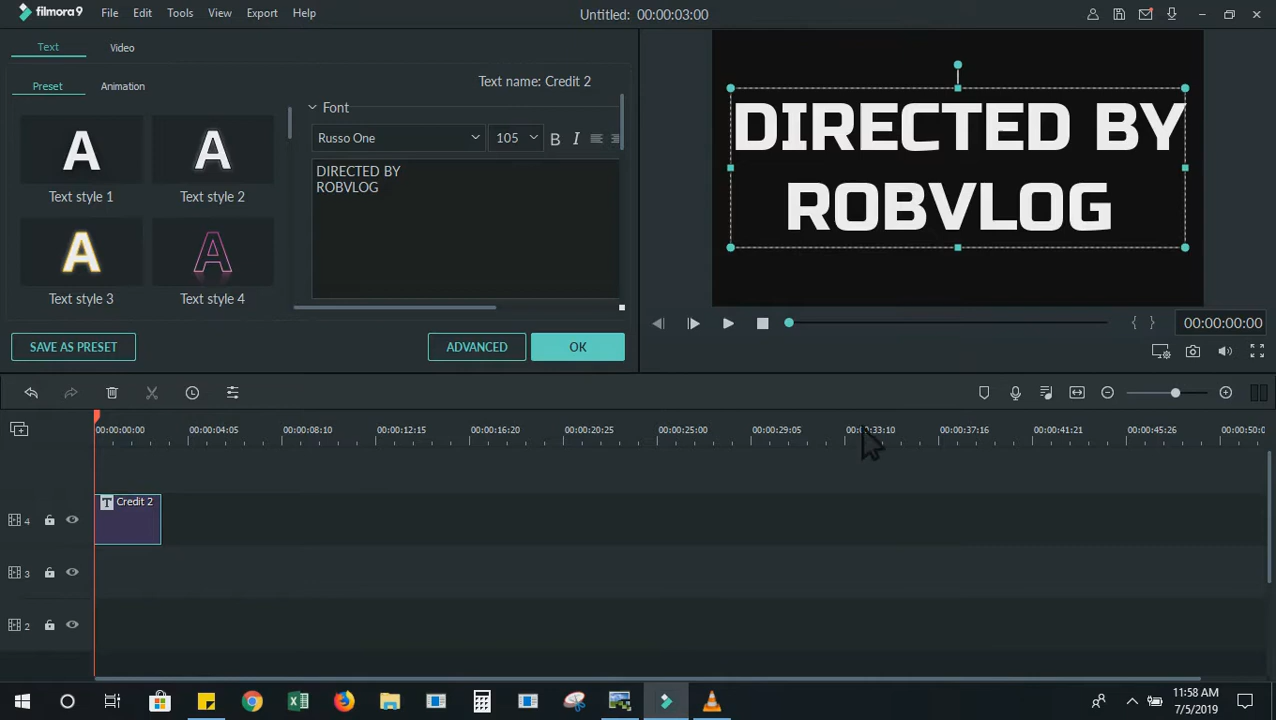 filmora9 File Edit Tools View Export Help Untitled: 00:00:03:00
Text Video
Preset Animation Text name: Credit 2
Font
Russo One 105 B I
A A
DIRECTED BY
ROBVLOG
Text style 1 Text style 2
A A
Text style 3 Text style 4
SAVE AS PRESET ADVANCED OK
DIRECTED BY
ROBVLOG
00:00:00:00
00:00:00:00 00:00:04:05 00:00:08:10 00:00:12:15 00:00:16:20 00:00:20:25 00:00:25:00 00:00:29:05 00:00:33:10 00:00:37:16 00:00:41:21 00:00:45:26 00:00:50:0
T Credit 2
4
3
2
11:58 AM
7/5/2019